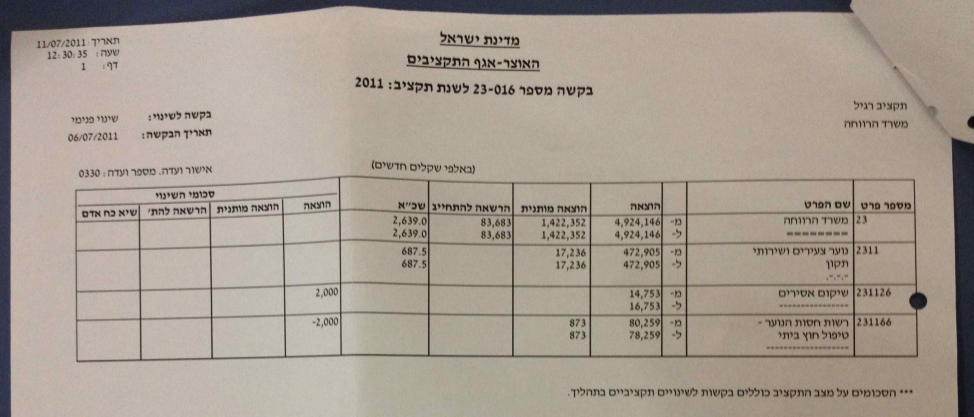 מדינת ישראל
האוצר-אגף התקציבים
בקשה מספר 23-016 לשנת תקציב: 2011
תאריך: 11/07/2011
שעה: 12:30:35
דף: 1
תקציב רגיל
משרד הרווחה
בקשה לשינוי: שינוי פנימי
תאריך הבקשה: 06/07/2011
(באלפי שקלים חדשים)
אישור ועדה. מספר ועדה: 0330
סכומי השינוי
מספר פרט שם הפרט הוצאה הוצאה מותנית הרשאה להתחייב שכ"א הוצאה הוצאה מותנית הרשאה להת' שיא כח אדם
23 משרד הרווחה מ- 4,924,146 1,422,352 83,683 2,639.0
======== ל- 4,924,146 1,422,352 83,683 2,639.0
2311 נוער צעירים ושירותי מ- 472,905 17,236 687.5
תקון ל- 472,905 17,236 687.5
-.-.-.
231126 שיקום אסירים מ- 14,753 2,000
---------------- ל- 16,753
231166 רשות חסות הנוער - מ- 80,259 873 -2,000
טיפול חוץ ביתי ל- 78,259 873
-------------------
*** הסכומים על מצב התקציב כוללים בקשות לשינויים תקציביים בתהליך.